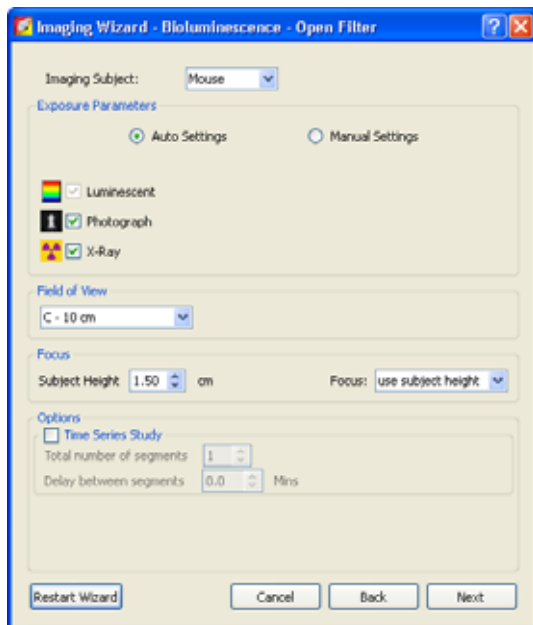 Imaging Wizard - Bioluminescence - Open Filter
Imaging Subject: Mouse
Exposure Parameters
Auto Settings Manual Settings
Luminescent
Photograph
X-Ray
Field of View
C - 10 cm
Focus
Subject Height 1.50 cm Focus: use subject height
Options
Time Series Study
Total number of segments 1
Delay between segments 0.0 Mins
Restart Wizard Cancel Back Next